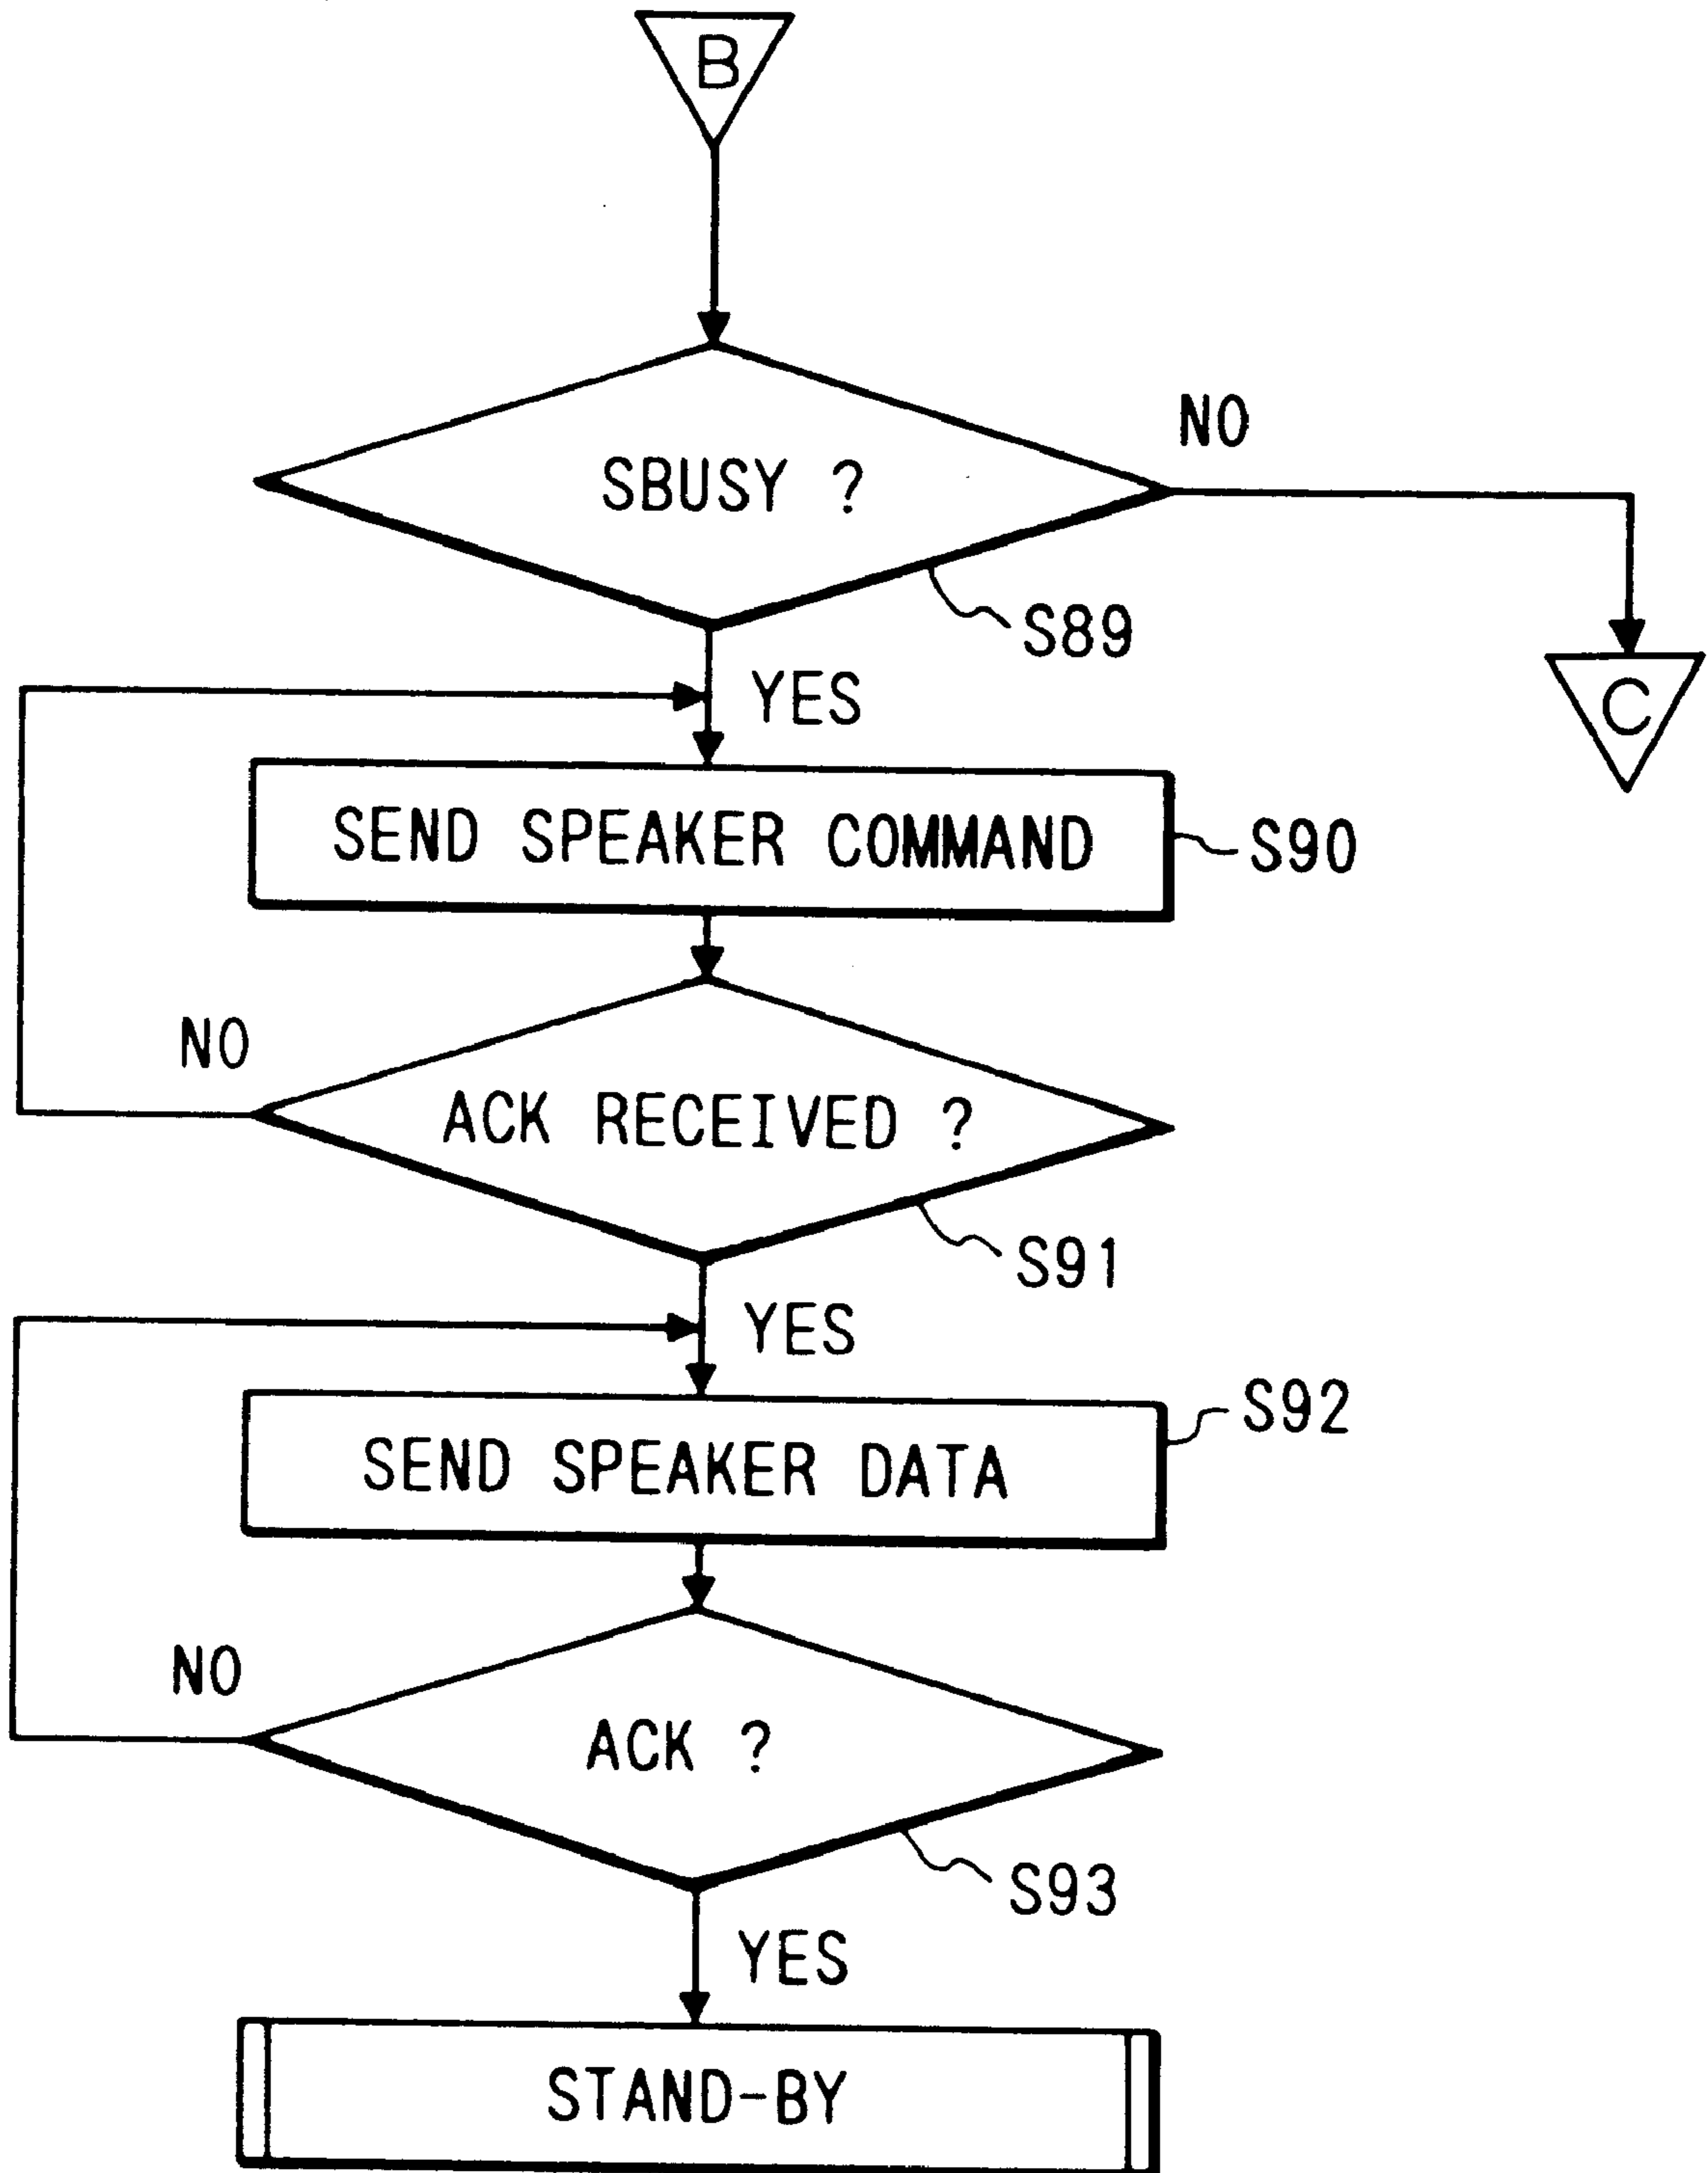 B
SBUSY ?
NO
S89
YES
C
SEND SPEAKER COMMAND
S90
NO
ACK RECEIVED ?
S91
YES
S92
SEND SPEAKER DATA
NO
ACK ?
S93
YES
STAND-BY